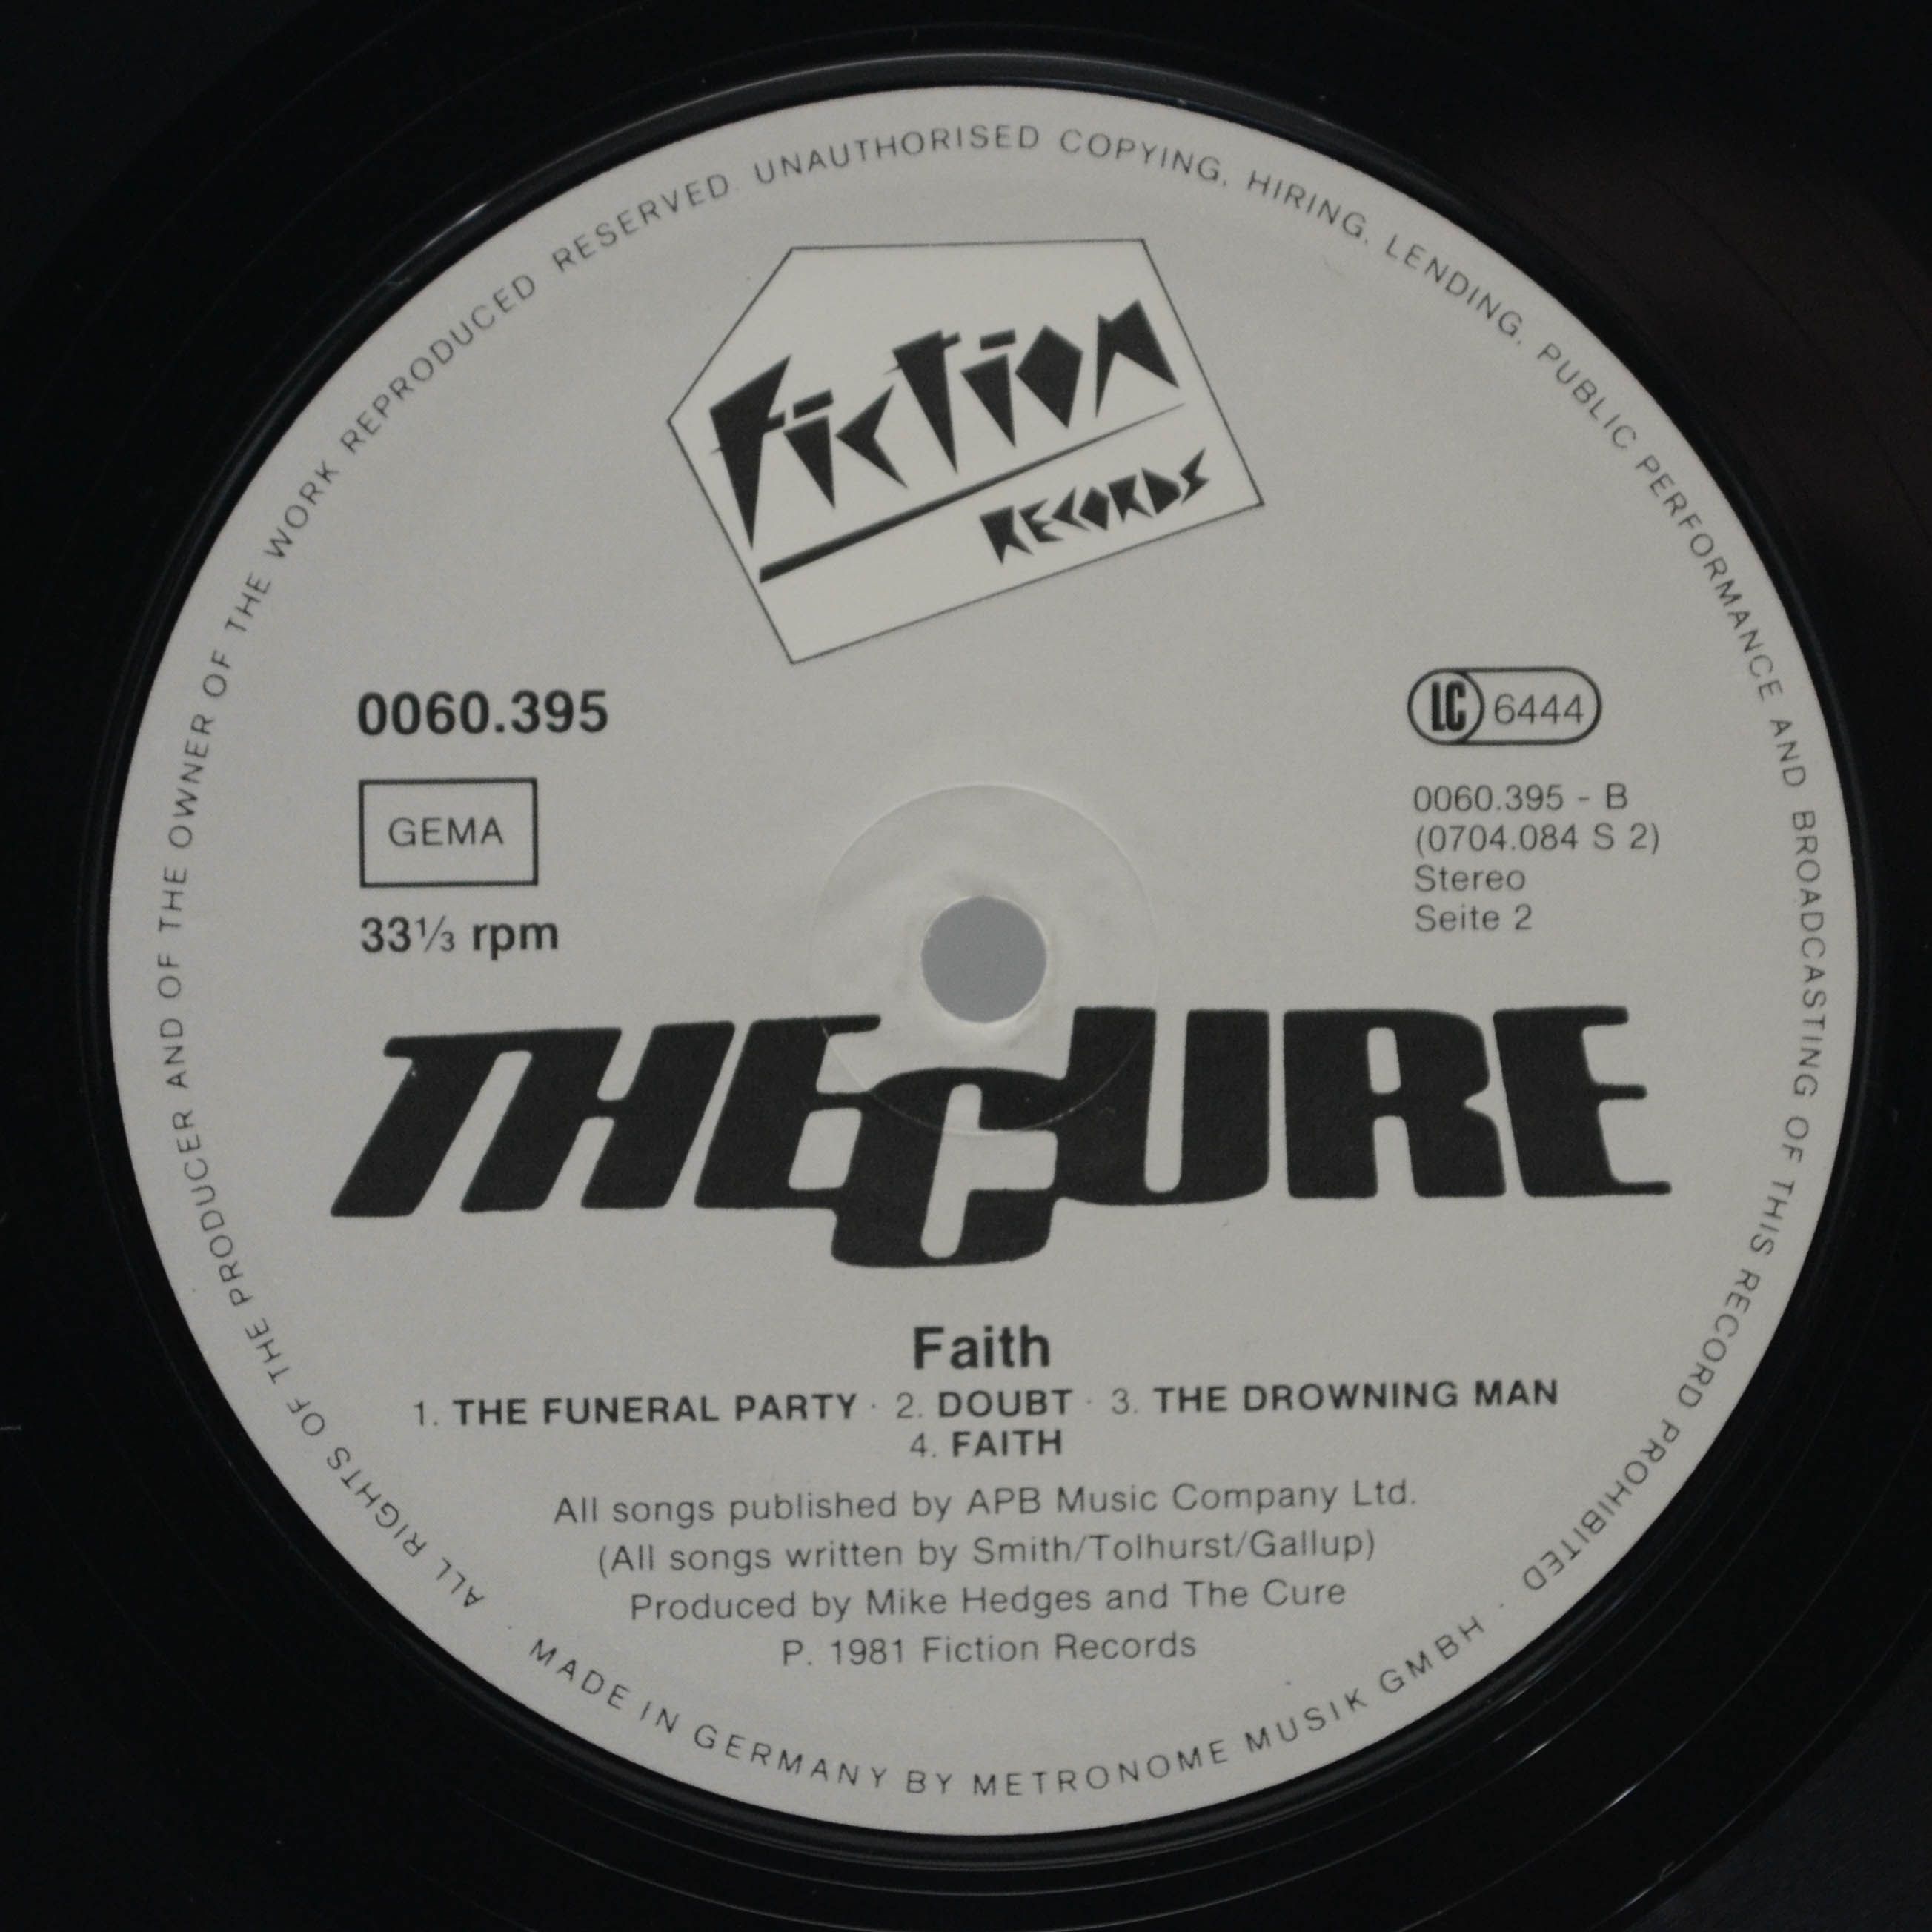 ALL RIGHTS OF THE PRODUCER AND OF THE OWNER OF THE WORK REPRODUCED RESERVED. UNAUTHORISED COPYING, HIRING, LENDING, PUBLIC PERFORMANCE AND BROADCASTING OF THIS RECORD PROHIBITED
Fiction
RECORDS
0060.395
GEMA
33⅓ rpm
LC 6444
0060.395 - B
(0704.084 S 2)
Stereo
Seite 2
THE CURE
Faith
1. THE FUNERAL PARTY · 2. DOUBT · 3. THE DROWNING MAN
4. FAITH
All songs published by APB Music Company Ltd.
(All songs written by Smith/Tolhurst/Gallup)
Produced by Mike Hedges and The Cure
P. 1981 Fiction Records
MADE IN GERMANY BY METRONOME MUSIK GMBH ·